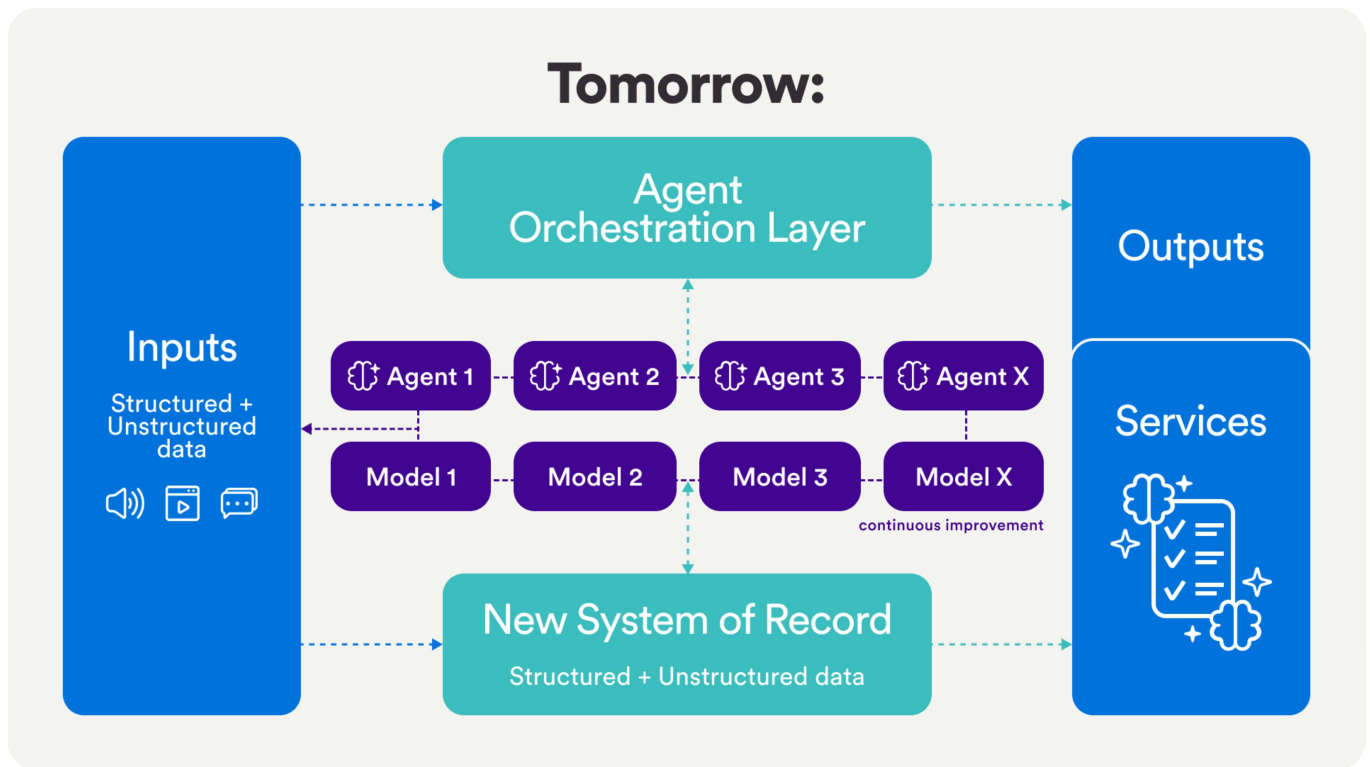 Tomorrow:
Agent
Orchestration Layer
Outputs
Inputs
Structured +
Unstructured
data
Agent 1
Agent 2
Agent 3
Agent X
Services
Model 1
Model 2
Model 3
Model X
continuous improvement
New System of Record
Structured + Unstructured data